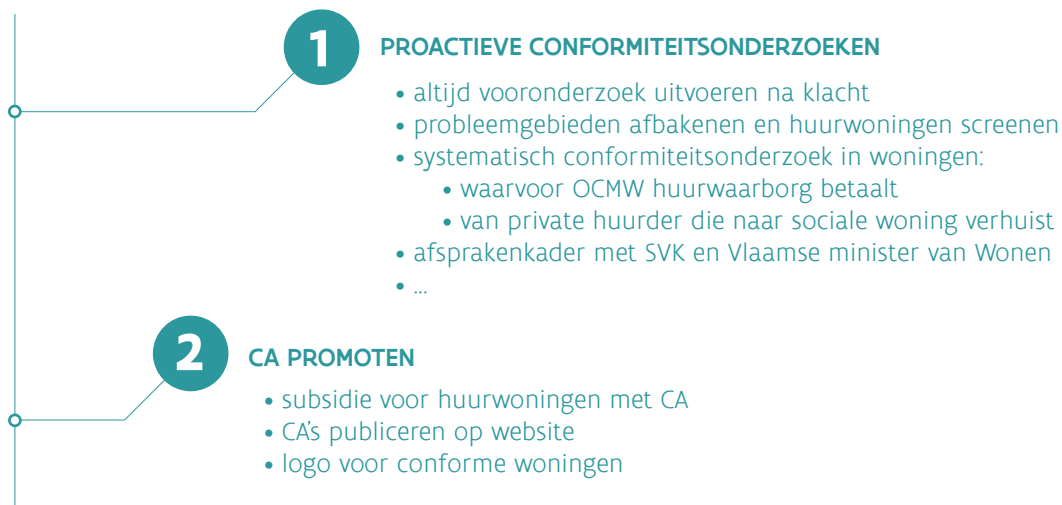 1
PROACTIEVE CONFORMITEITSONDERZOEKEN
• altijd vooronderzoek uitvoeren na klacht
• probleemgebieden afbakenen en huurwoningen screenen
• systematisch conformiteitsonderzoek in woningen:
• waarvoor OCMW huurwaarborg betaalt
• van private huurder die naar sociale woning verhuist
• afsprakenkader met SVK en Vlaamse minister van Wonen
• ...
2
CA PROMOTEN
• subsidie voor huurwoningen met CA
• CA's publiceren op website
• logo voor conforme woningen